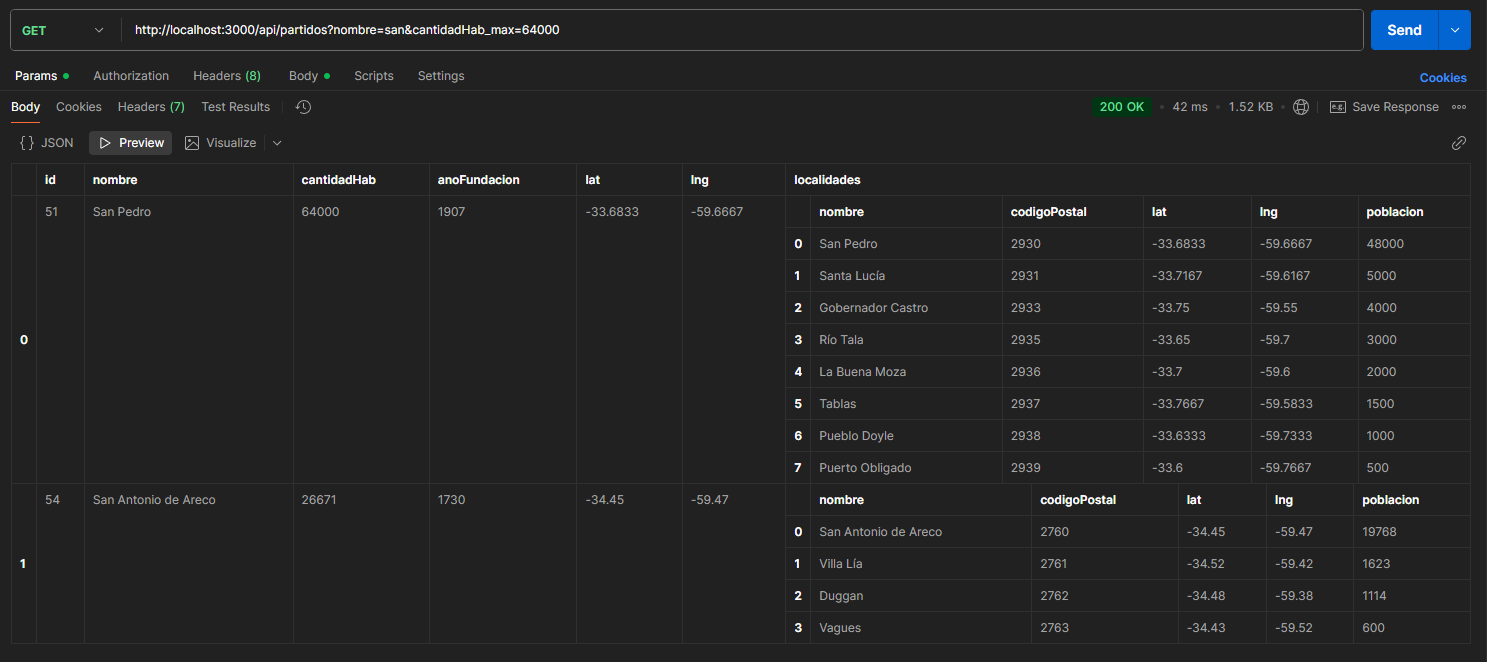 GET http://localhost:3000/api/partidos?nombre=san&cantidadHab_max=64000 Send
Params Authorization Headers (8) Body Scripts Settings Cookies
Body Cookies Headers (7) Test Results 200 OK 42 ms 1.52 KB e.g. Save Response
{} JSON Preview Visualize
id nombre cantidadHab anoFundacion lat lng localidades
0 51 San Pedro 64000 1907 -33.6833 -59.6667
nombre codigoPostal lat lng poblacion
0 San Pedro 2930 -33.6833 -59.6667 48000
1 Santa Lucía 2931 -33.7167 -59.6167 5000
2 Gobernador Castro 2933 -33.75 -59.55 4000
3 Río Tala 2935 -33.65 -59.7 3000
4 La Buena Moza 2936 -33.7 -59.6 2000
5 Tablas 2937 -33.7667 -59.5833 1500
6 Pueblo Doyle 2938 -33.6333 -59.7333 1000
7 Puerto Obligado 2939 -33.6 -59.7667 500
1 54 San Antonio de Areco 26671 1730 -34.45 -59.47
nombre codigoPostal lat lng poblacion
0 San Antonio de Areco 2760 -34.45 -59.47 19768
1 Villa Lía 2761 -34.52 -59.42 1623
2 Duggan 2762 -34.48 -59.38 1114
3 Vagues 2763 -34.43 -59.52 600